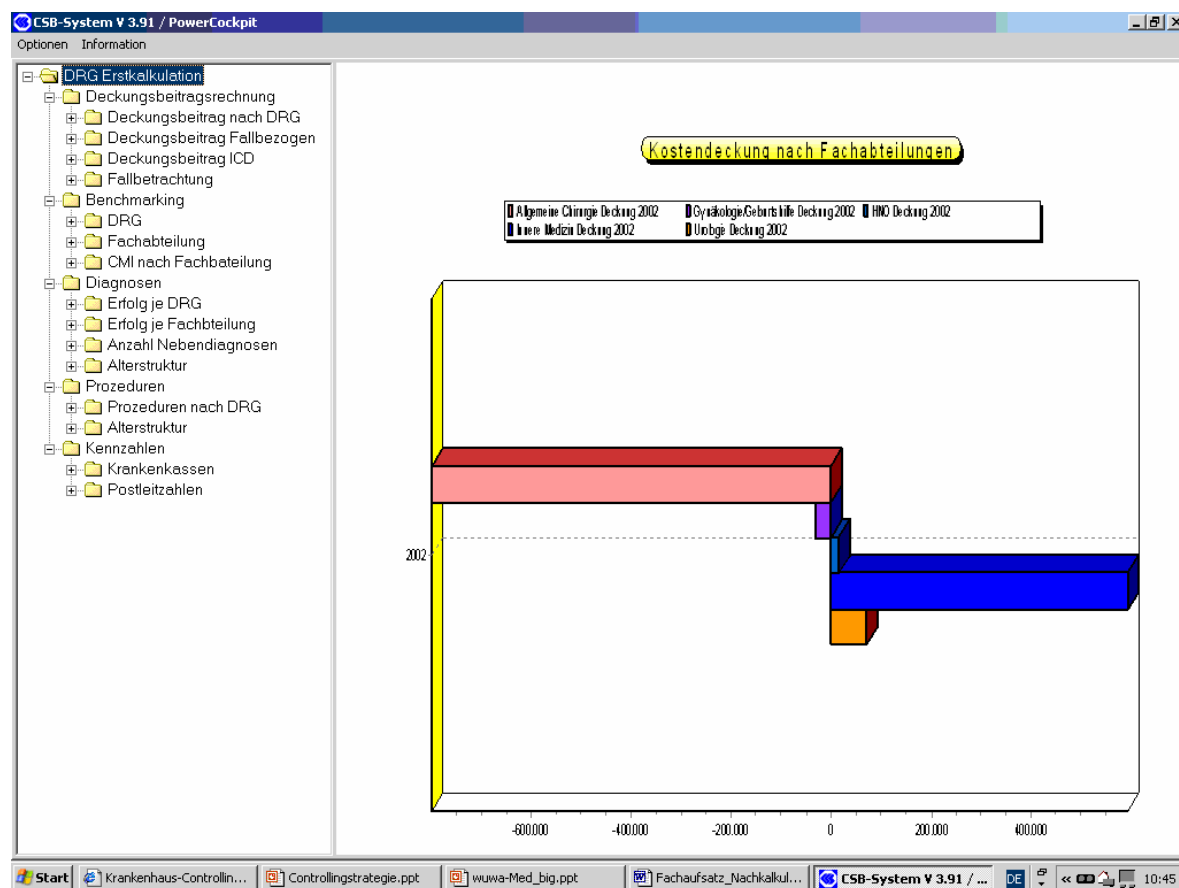 CSB-System V 3.91 / PowerCockpit
Optionen Information
DRG Erstkalkulation
Deckungsbeitragsrechnung
Deckungsbeitrag nach DRG
Deckungsbeitrag Fallbezogen
Deckungsbeitrag ICD
Fallbetrachtung
Benchmarking
DRG
Fachabteilung
CMI nach Fachbateilung
Diagnosen
Erfolg je DRG
Erfolg je Fachbteilung
Anzahl Nebendiagnosen
Alterstruktur
Prozeduren
Prozeduren nach DRG
Alterstruktur
Kennzahlen
Krankenkassen
Postleitzahlen
Kostendeckung nach Fachabteilungen
Allgemeine Chirurgie Deckung 2002 Gynäkologie/Geburtshilfe Deckung 2002 HNO Deckung 2002
Innere Medizin Deckung 2002 Urologie Deckung 2002
2002
-600.000 -400.000 -200.000 0 200.000 400.000
Start Krankenhaus-Controllin... Controllingstrategie.ppt wuwa-Med_big.ppt Fachaufsatz_Nachkalkul... CSB-System V 3.91 / ... DE « 10:45